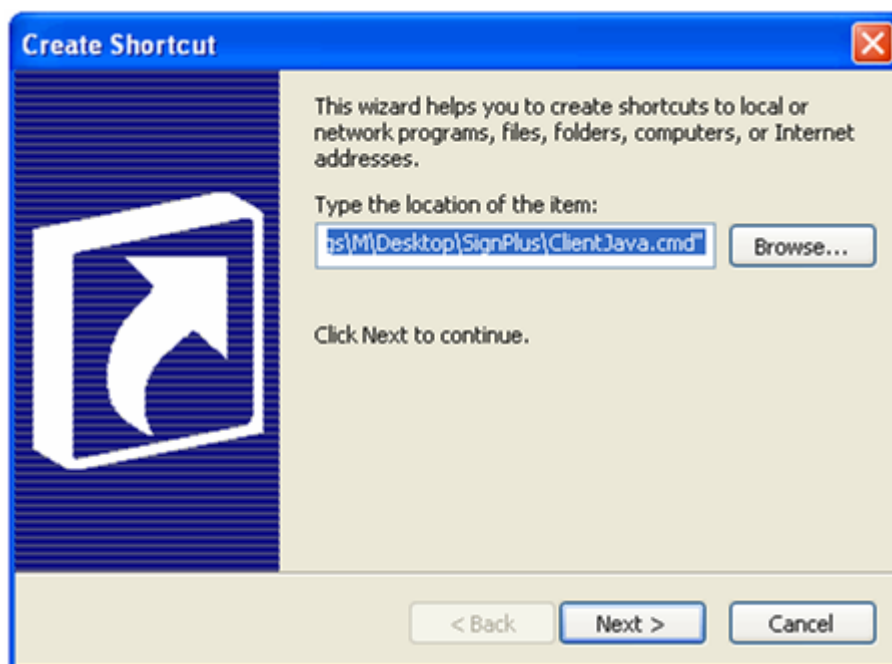 Create Shortcut
This wizard helps you to create shortcuts to local or
network programs, files, folders, computers, or Internet
addresses.
Type the location of the item:
gs\M\Desktop\SignPlus\ClientJava.cmd"
Browse...
Click Next to continue.
< Back
Next >
Cancel